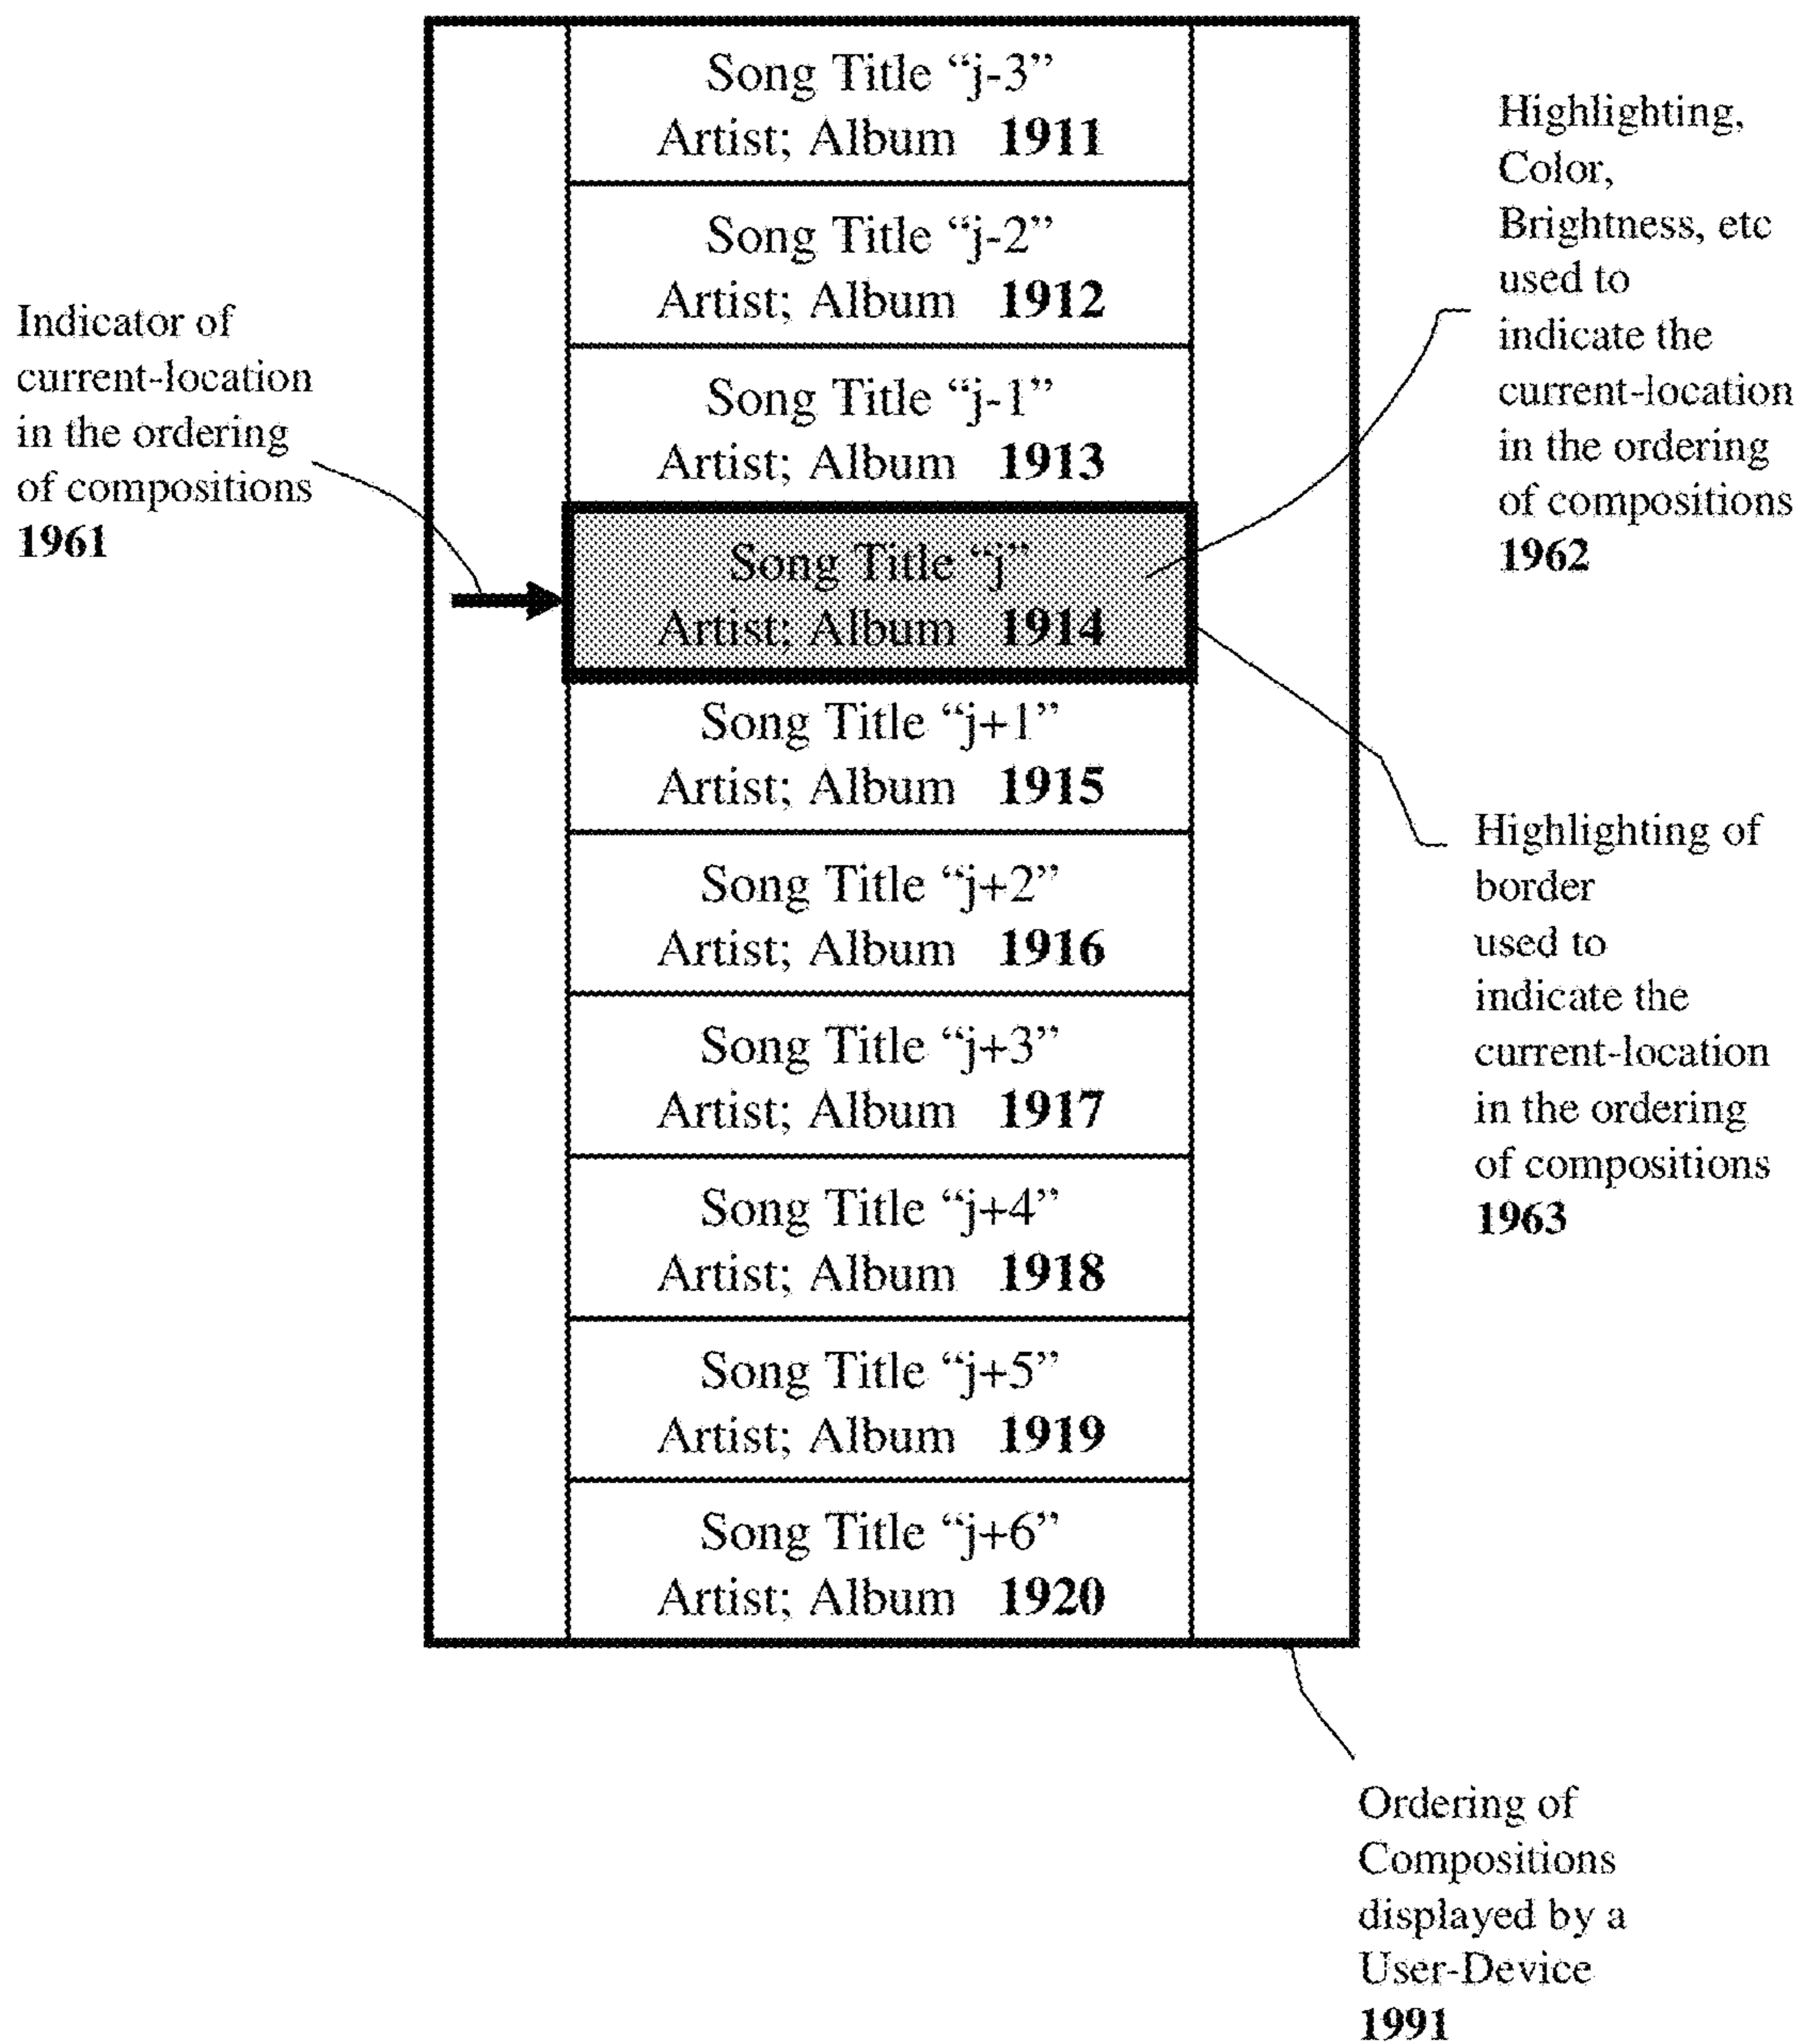 Song Title “j-3”
Artist; Album 1911
Song Title “j-2”
Artist; Album 1912
Song Title “j-1”
Artist; Album 1913
Song Title “j”
Artist; Album 1914
Song Title “j+1”
Artist; Album 1915
Song Title “j+2”
Artist; Album 1916
Song Title “j+3”
Artist; Album 1917
Song Title “j+4”
Artist; Album 1918
Song Title “j+5”
Artist; Album 1919
Song Title “j+6”
Artist; Album 1920
Indicator of
current-location
in the ordering
of compositions
1961
Highlighting,
Color,
Brightness, etc
used to
indicate the
current-location
in the ordering
of compositions
1962
Highlighting of
border
used to
indicate the
current-location
in the ordering
of compositions
1963
Ordering of
Compositions
displayed by a
User-Device
1991